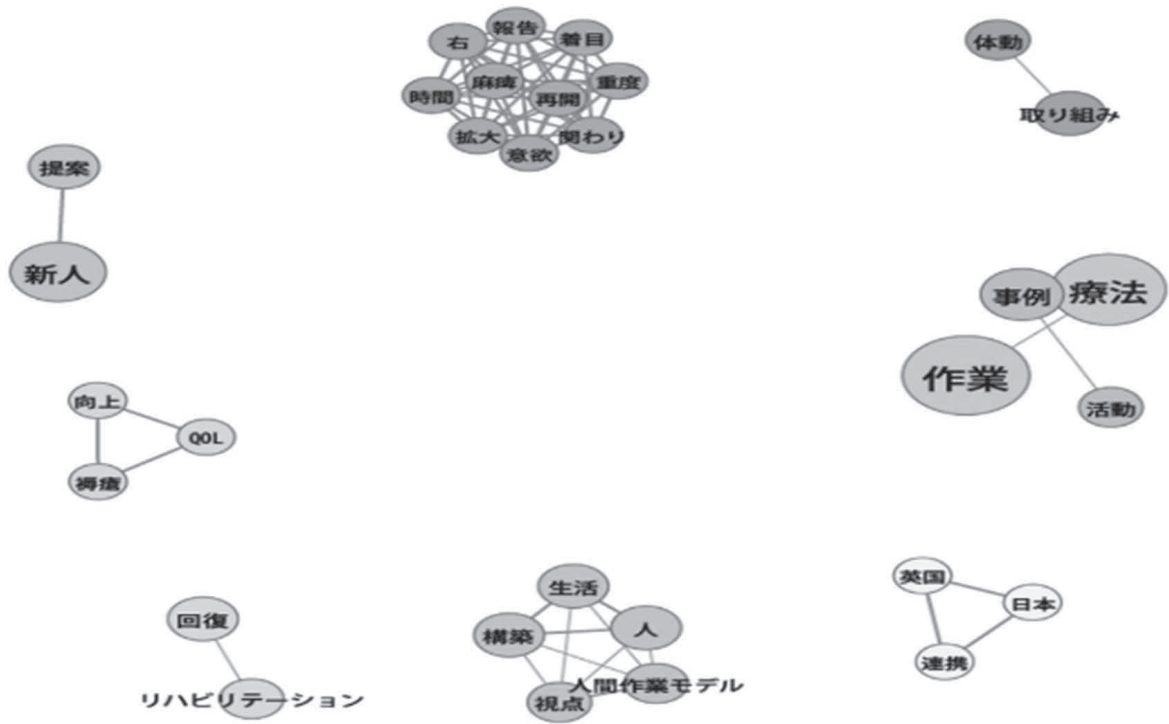 報告
右
着目
麻痺
重度
時間
再開
拡大
関わり
意欲
体動
取り組み
提案
新人
事例
療法
作業
活動
向上
QOL
褥瘡
生活
構築
人
人間作業モデル
視点
英国
日本
連携
回復
リハビリテーション